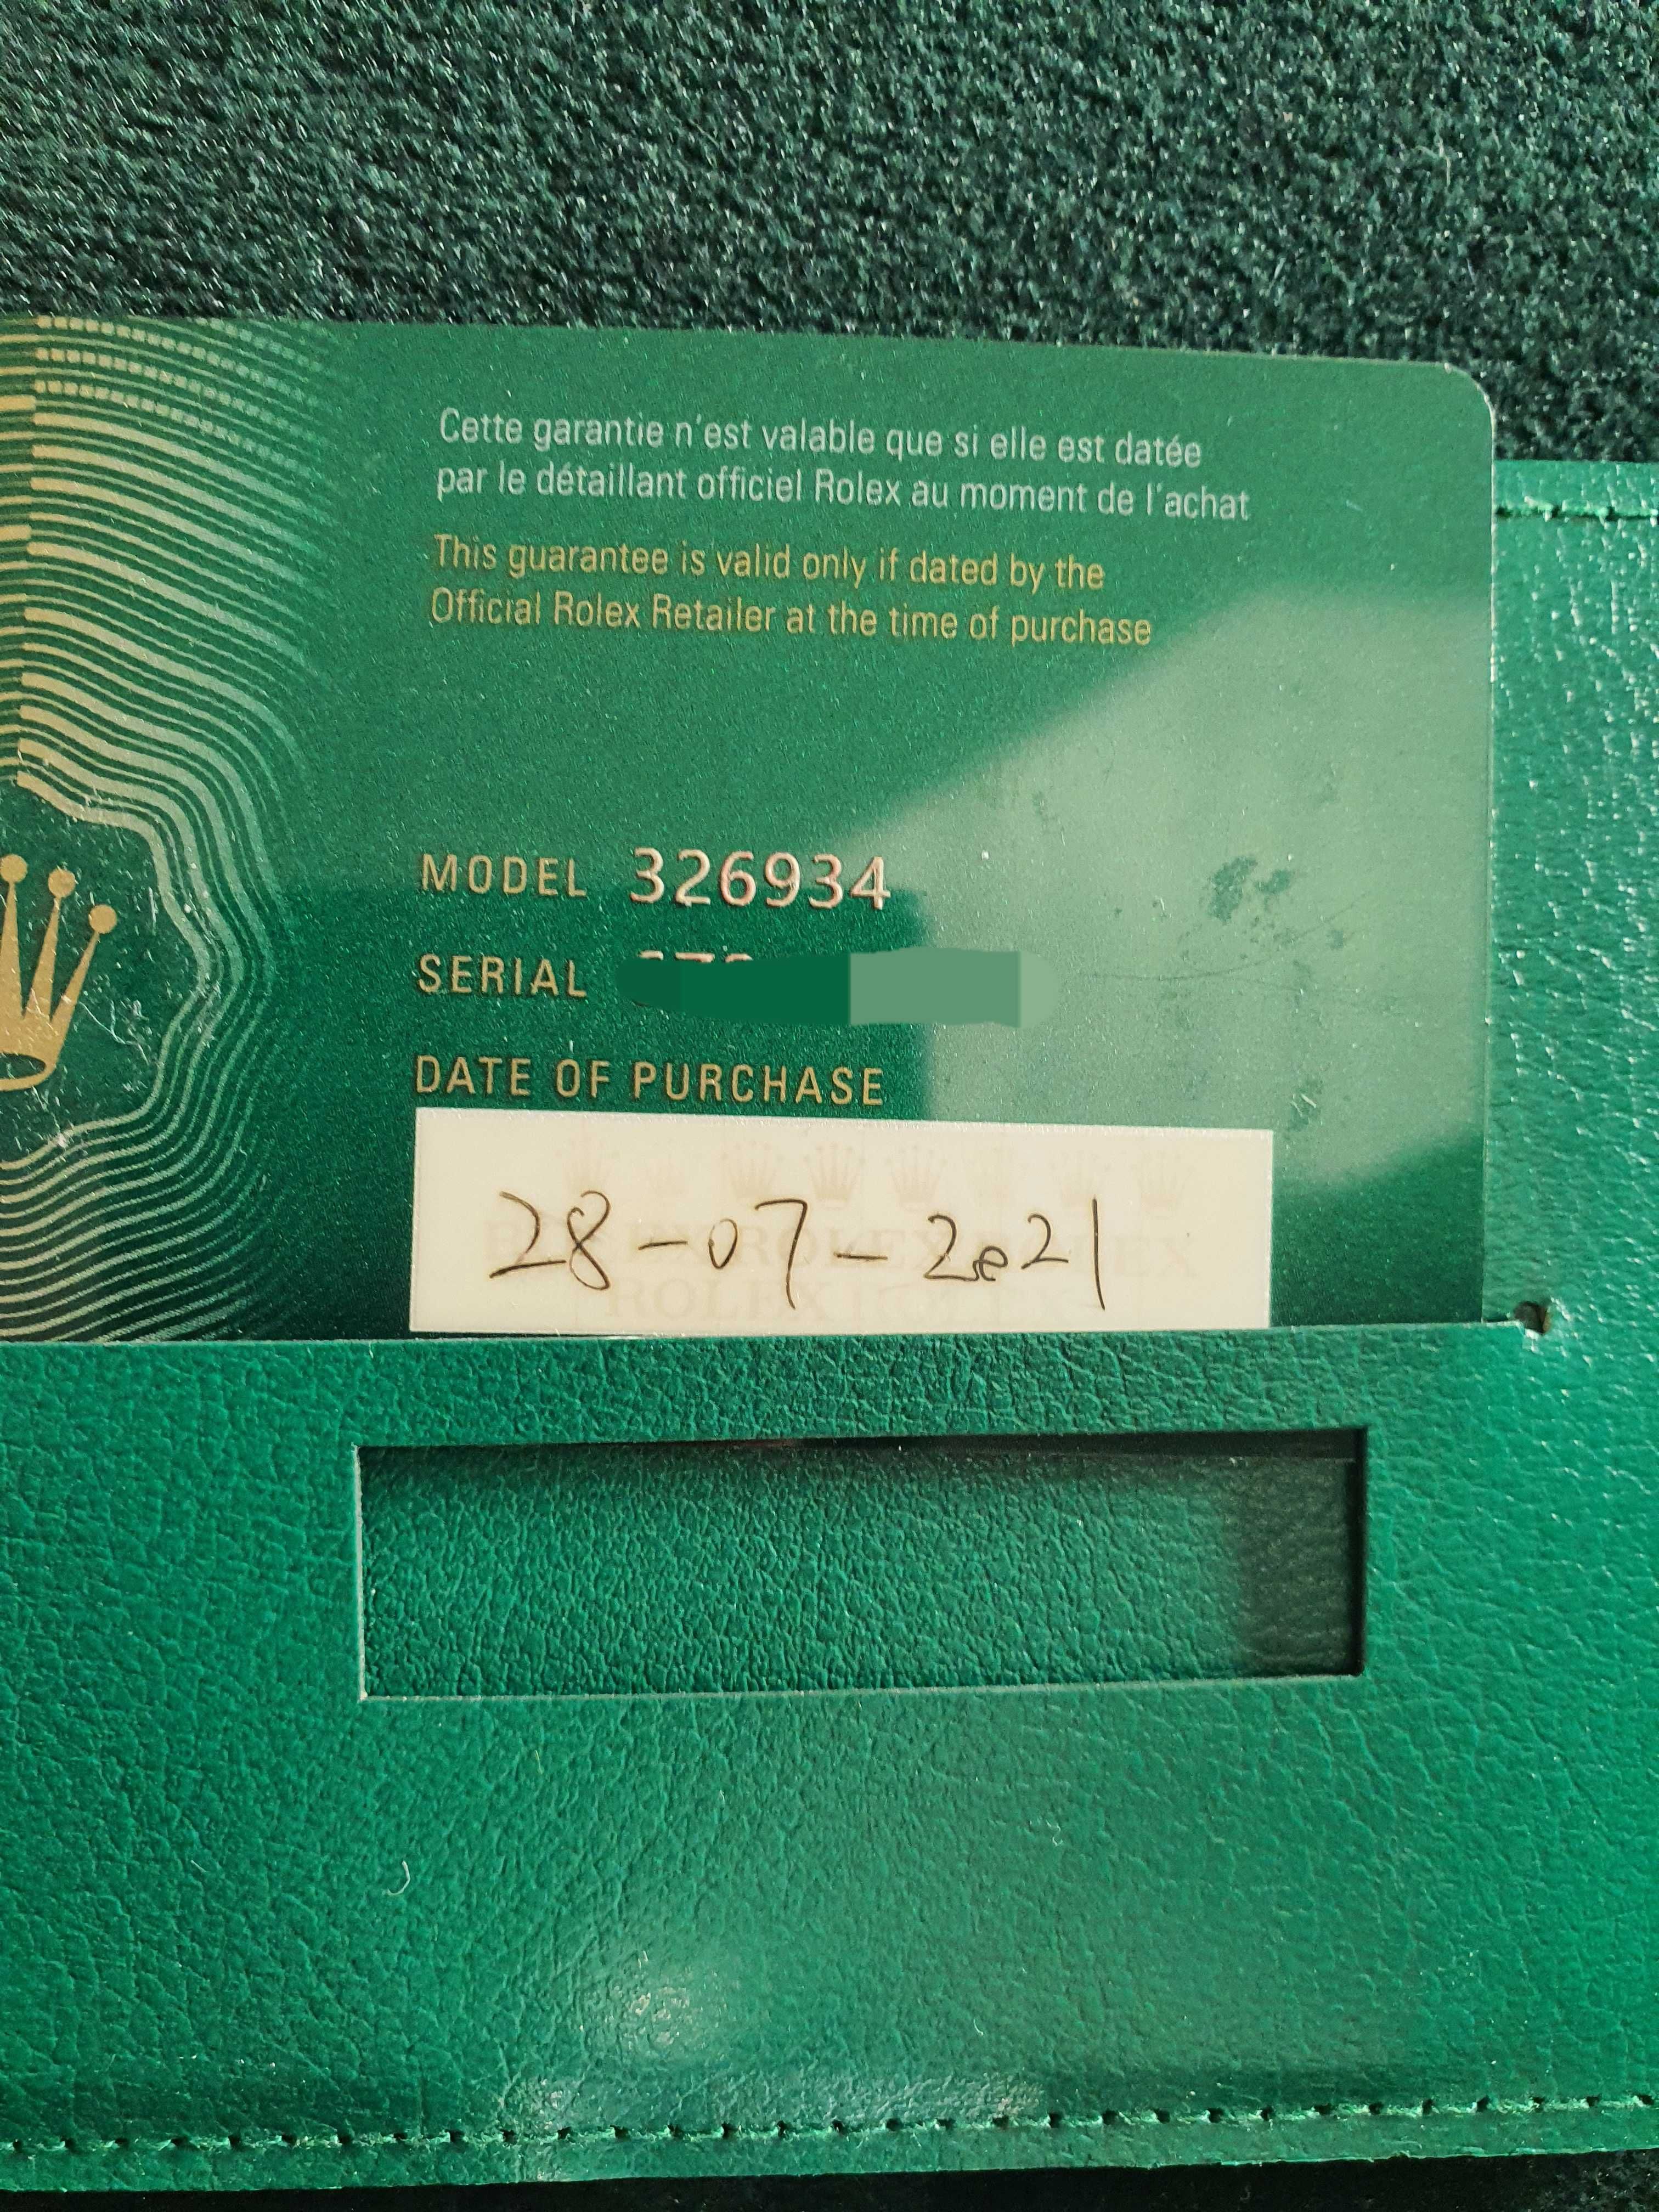 Cette garantie n'est valable que si elle est datée
par le détaillant officiel Rolex au moment de l'achat
This guarantee is valid only if dated by the
Official Rolex Retailer at the time of purchase
MODEL 326934
SERIAL
DATE OF PURCHASE
28-07-2021